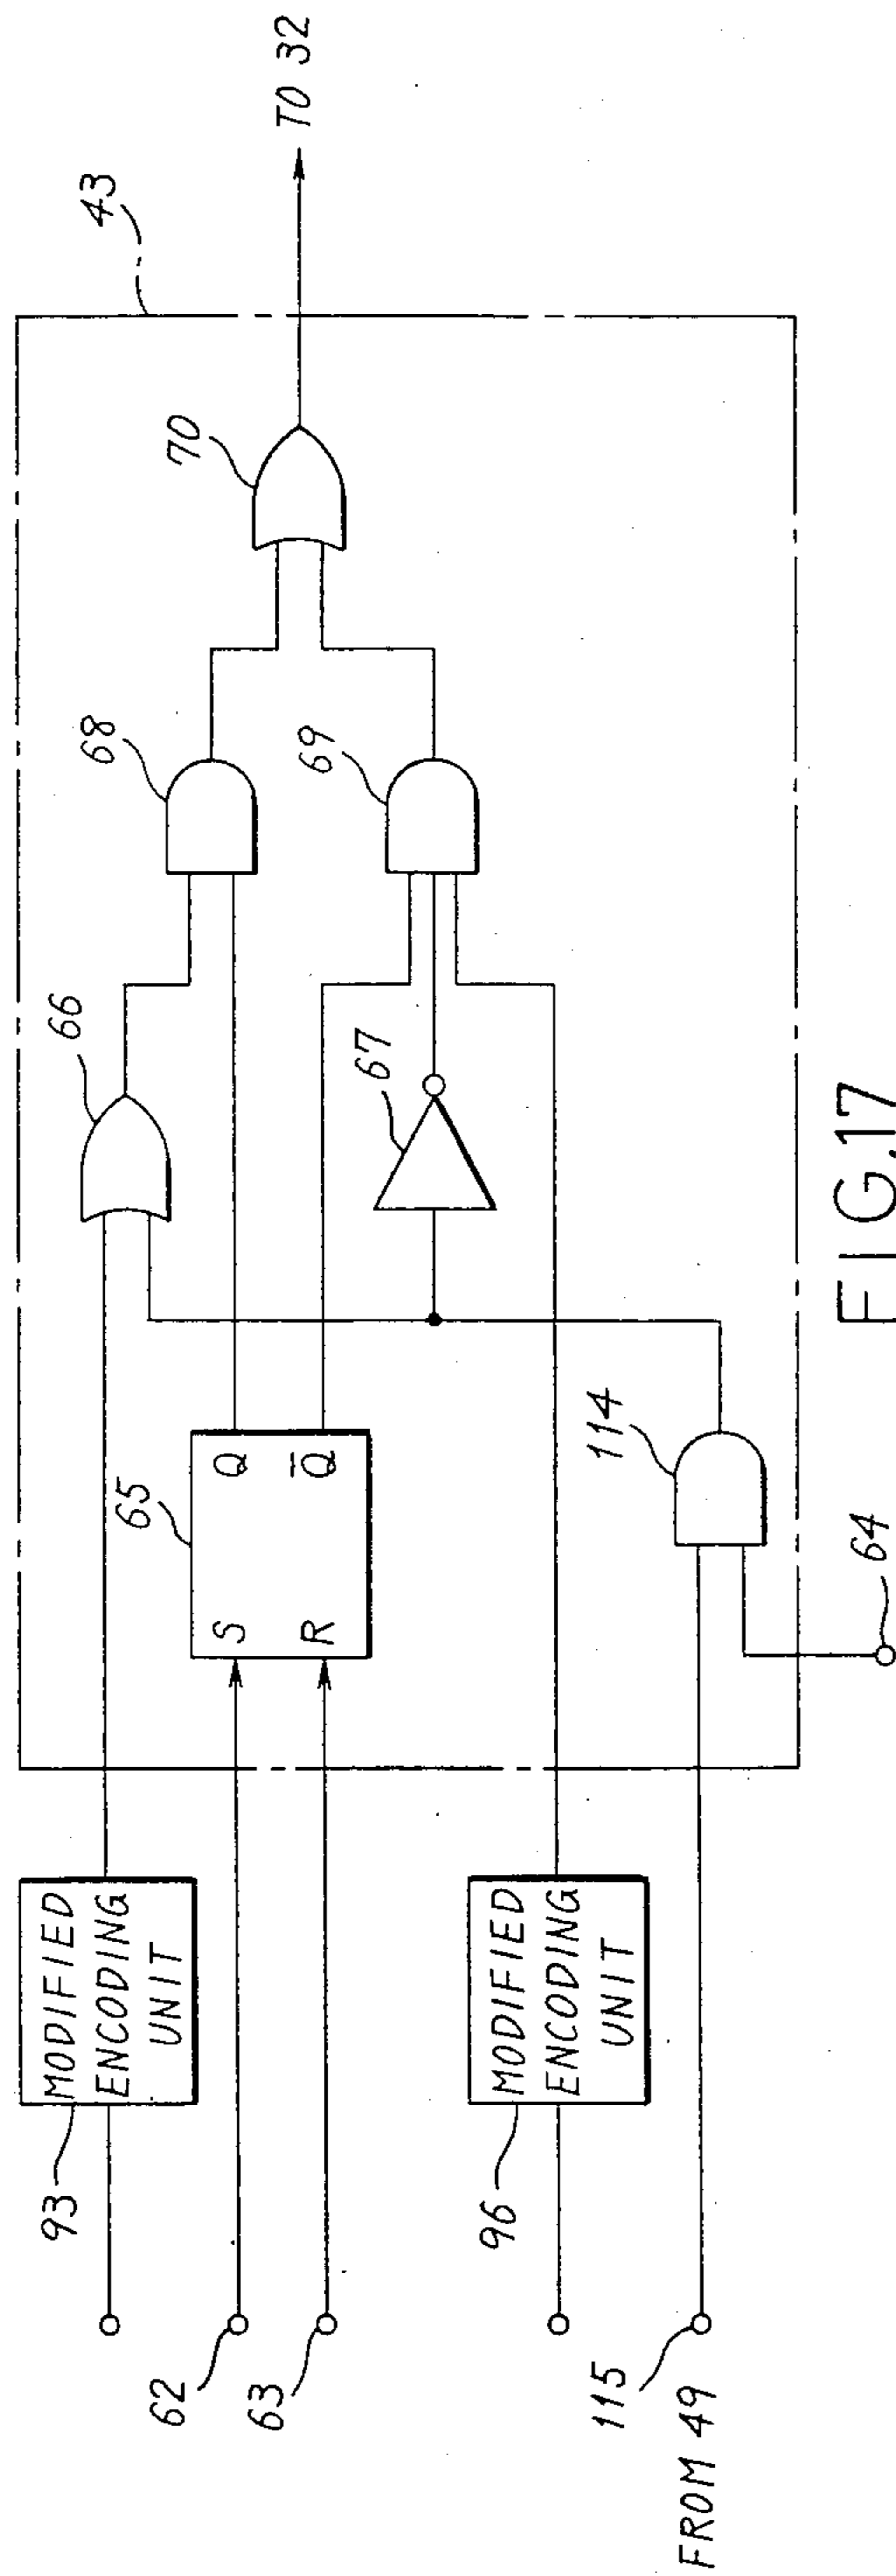 43
TO 32
70
68
69
66
67
65
S
Q
R
Q̅
114
64
93
MODIFIED
ENCODING
UNIT
62
63
96
MODIFIED
ENCODING
UNIT
115
FROM 49
FIG.17